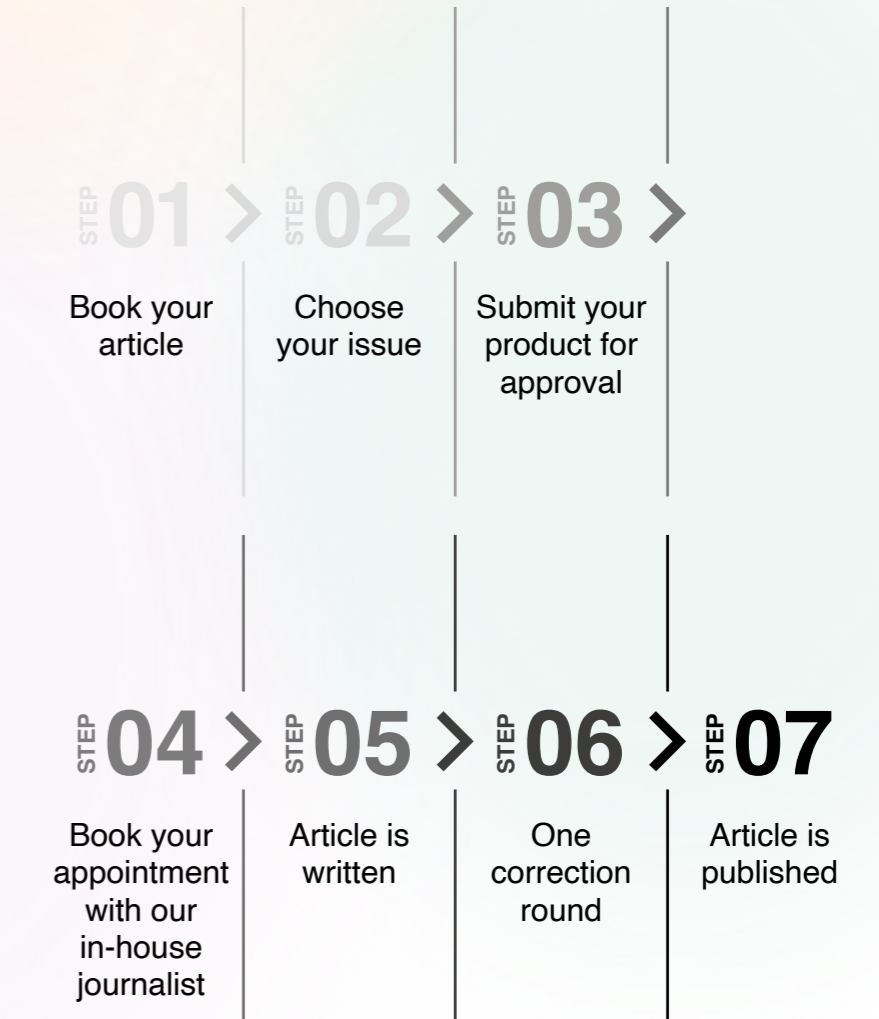 STEP 01
STEP 02
STEP 03
Book your
article
Choose
your issue
Submit your
product for
approval
STEP 04
STEP 05
STEP 06
STEP 07
Book your
appointment
with our
in-house
journalist
Article is
written
One
correction
round
Article is
published